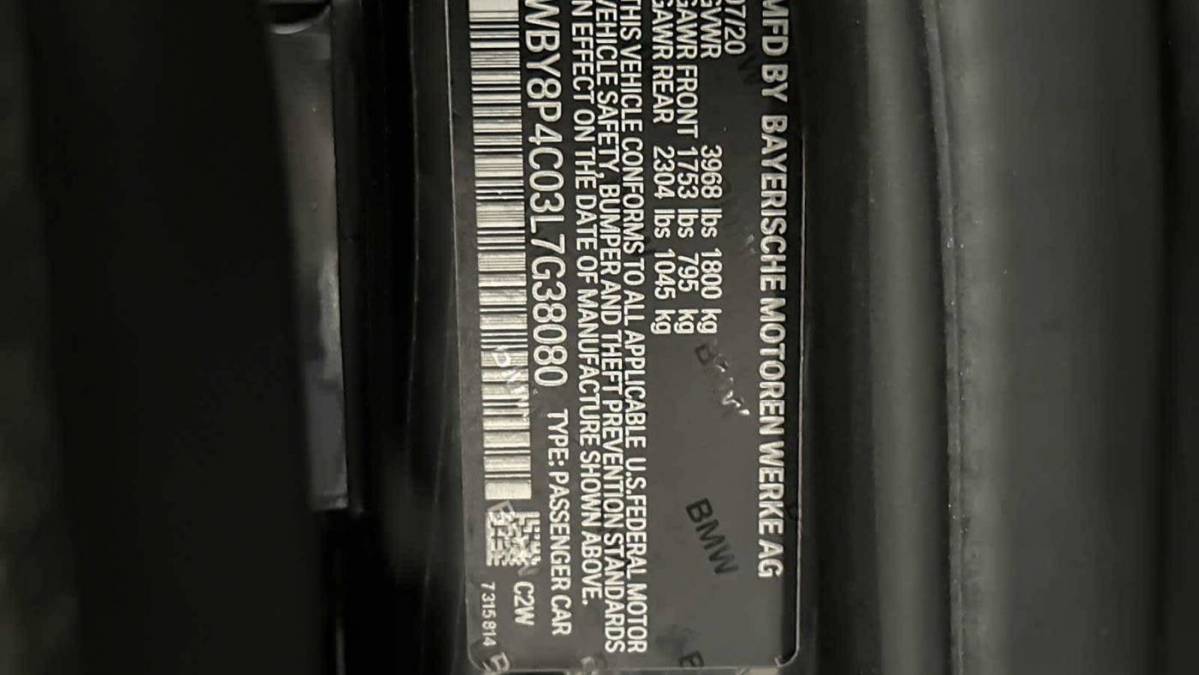 MFD BY BAYERISCHE MOTOREN WERKE AG
07/20
GVWR 3968 lbs 1800 kg
GAWR FRONT 1753 lbs 795 kg
GAWR REAR 2304 lbs 1045 kg
THIS VEHICLE CONFORMS TO ALL APPLICABLE U.S.FEDERAL MOTOR
VEHICLE SAFETY, BUMPER AND THEFT PREVENTION STANDARDS
IN EFFECT ON THE DATE OF MANUFACTURE SHOWN ABOVE.
WBY8P4C03L7G38080 TYPE: PASSENGER CAR
C2W
7315814
BMW
BMW